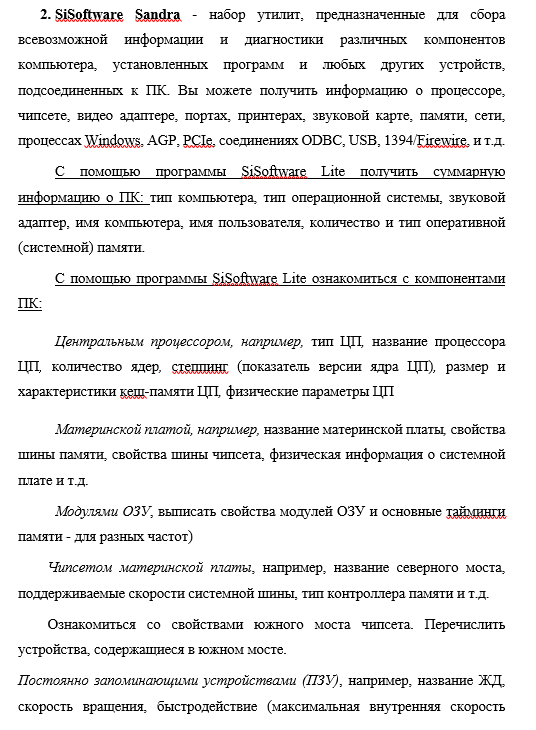 2. SiSoftware Sandra - набор утилит, предназначенные для сбора
всевозможной информации и диагностики различных компонентов
компьютера, установленных программ и любых других устройств,
подсоединенных к ПК. Вы можете получить информацию о процессоре,
чипсете, видео адаптере, портах, принтерах, звуковой карте, памяти, сети,
процессах Windows, AGP, PCIe, соединениях ODBC, USB, 1394/Firewire, и т.д.
С помощью программы SiSoftware Lite получить суммарную
информацию о ПК: тип компьютера, тип операционной системы, звуковой
адаптер, имя компьютера, имя пользователя, количество и тип оперативной
(системной) памяти.
С помощью программы SiSoftware Lite ознакомиться с компонентами
ПК:
Центральным процессором, например, тип ЦП, название процессора
ЦП, количество ядер, степпинг (показатель версии ядра ЦП), размер и
характеристики кеш-памяти ЦП, физические параметры ЦП
Материнской платой, например, название материнской платы, свойства
шины памяти, свойства шины чипсета, физическая информация о системной
плате и т.д.
Модулями ОЗУ, выписать свойства модулей ОЗУ и основные тайминги
памяти - для разных частот)
Чипсетом материнской платы, например, название северного моста,
поддерживаемые скорости системной шины, тип контроллера памяти и т.д.
Ознакомиться со свойствами южного моста чипсета. Перечислить
устройства, содержащиеся в южном мосте.
Постоянно запоминающими устройствами (ПЗУ), например, название ЖД,
скорость вращения, быстродействие (максимальная внутренняя скорость